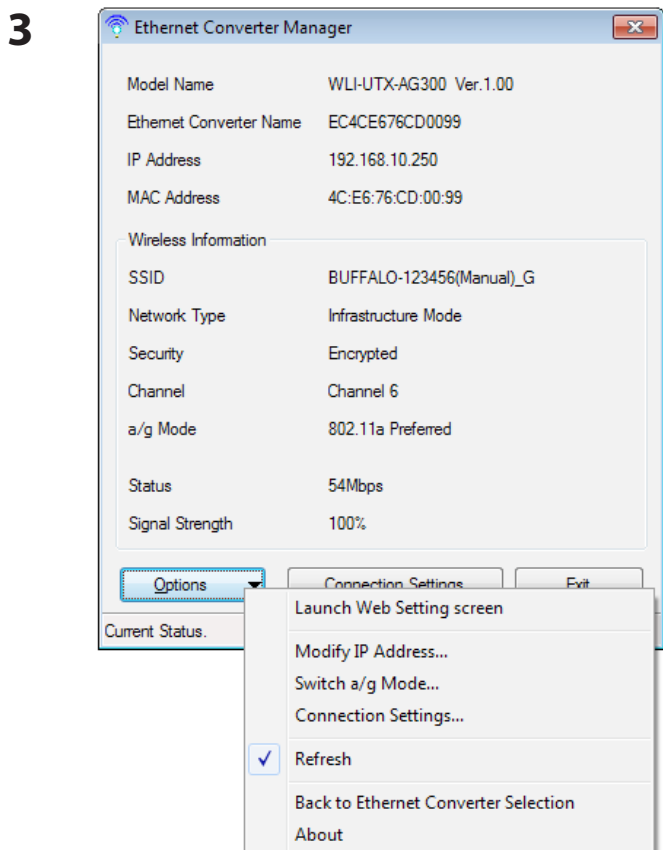 3
Ethernet Converter Manager
Model Name WLI-UTX-AG300 Ver.1.00
Ethernet Converter Name EC4CE676CD0099
IP Address 192.168.10.250
MAC Address 4C:E6:76:CD:00:99
Wireless Information
SSID BUFFALO-123456(Manual)_G
Network Type Infrastructure Mode
Security Encrypted
Channel Channel 6
a/g Mode 802.11a Preferred
Status 54Mbps
Signal Strength 100%
Options Connection Settings Exit
Current Status.
Launch Web Setting screen
Modify IP Address...
Switch a/g Mode...
Connection Settings...
Refresh
Back to Ethernet Converter Selection
About